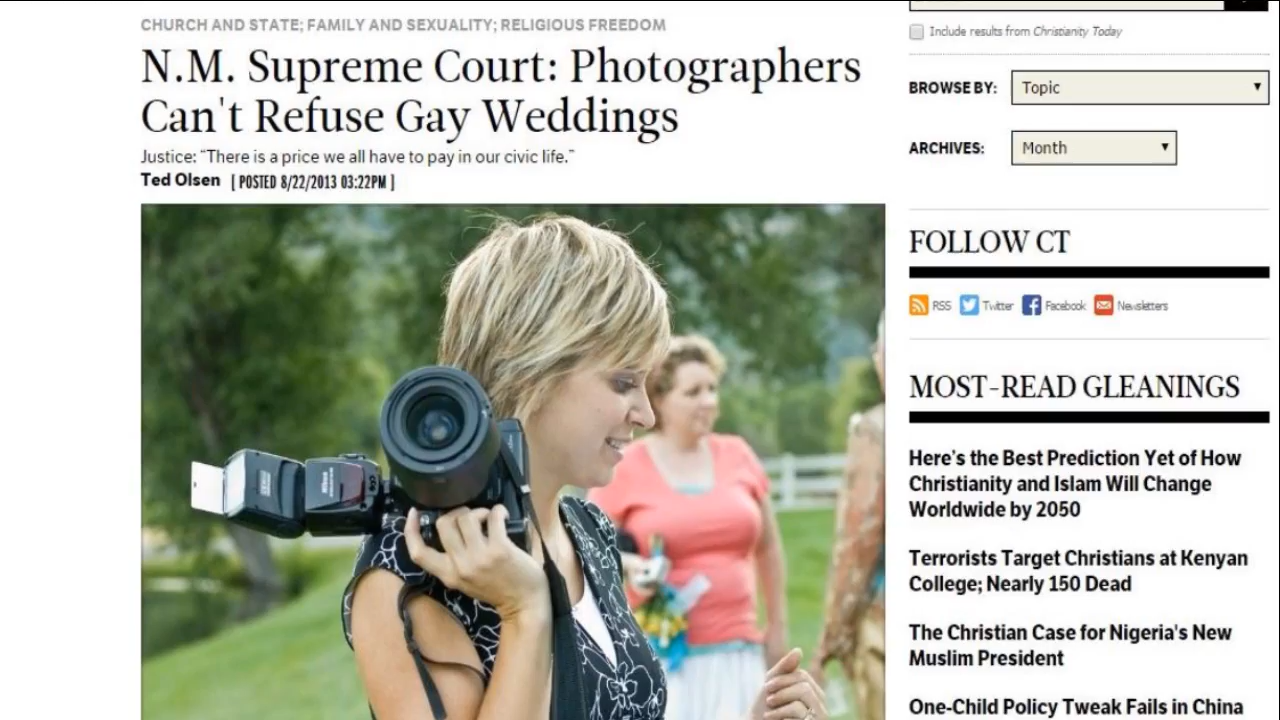 CHURCH AND STATE; FAMILY AND SEXUALITY; RELIGIOUS FREEDOM
N.M. Supreme Court: Photographers
Can't Refuse Gay Weddings
Justice: “There is a price we all have to pay in our civic life.”
Ted Olsen [ POSTED 8/22/2013 03:22PM ]
Nikon
Include results from Christianity Today
BROWSE BY: Topic
ARCHIVES: Month
FOLLOW CT
RSS Twitter Facebook Newsletters
MOST-READ GLEANINGS
Here's the Best Prediction Yet of How
Christianity and Islam Will Change
Worldwide by 2050
Terrorists Target Christians at Kenyan
College; Nearly 150 Dead
The Christian Case for Nigeria's New
Muslim President
One-Child Policy Tweak Fails in China